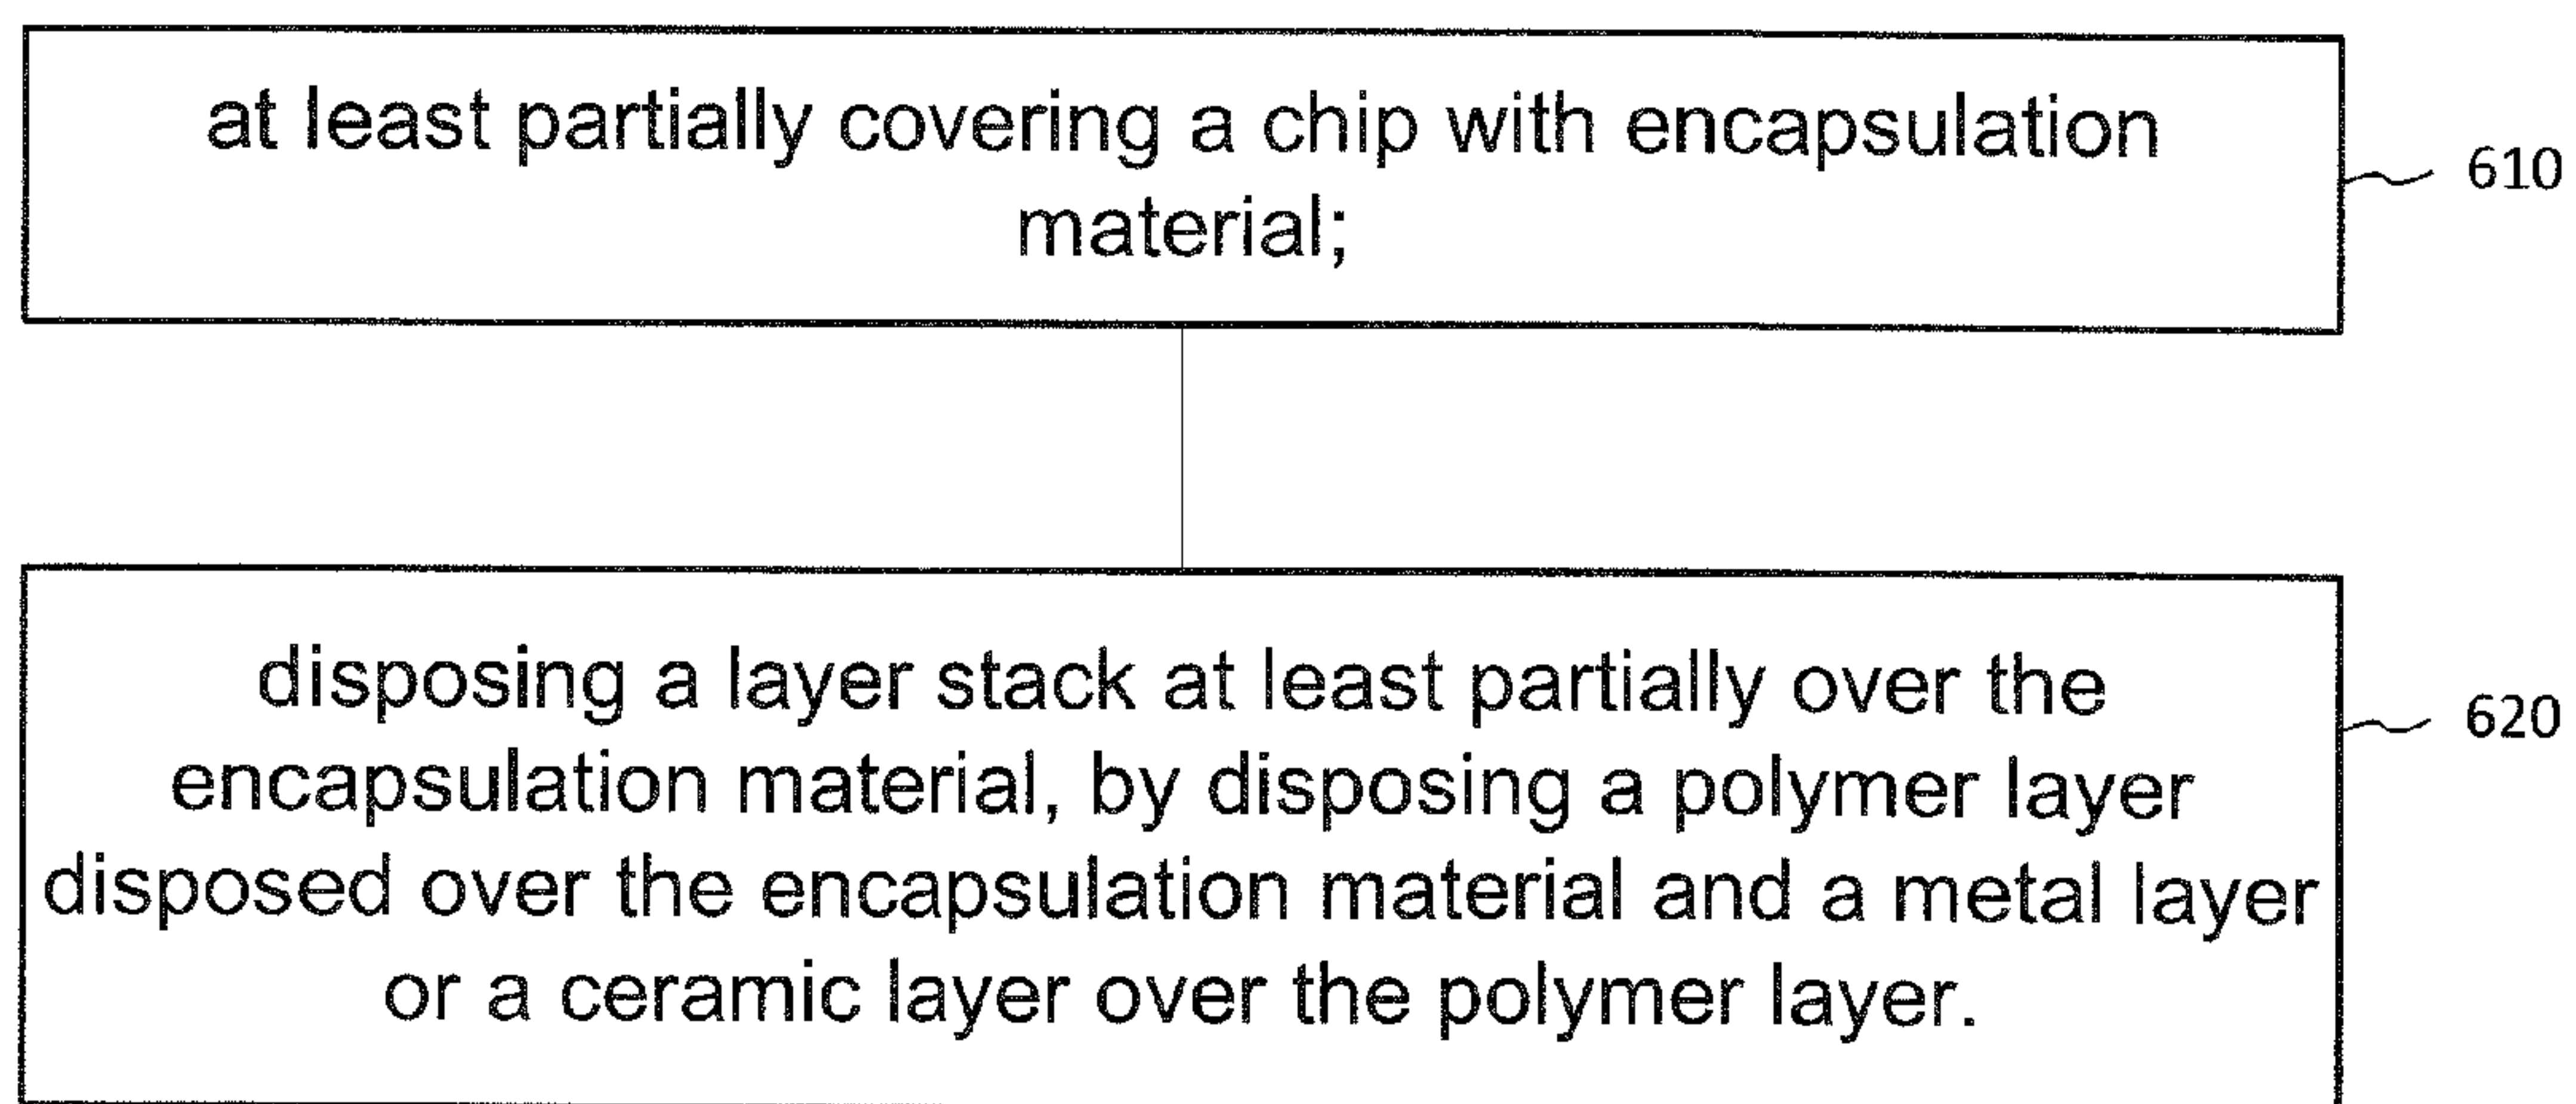 at least partially covering a chip with encapsulation
material;
610
disposing a layer stack at least partially over the
encapsulation material, by disposing a polymer layer
disposed over the encapsulation material and a metal layer
or a ceramic layer over the polymer layer.
620